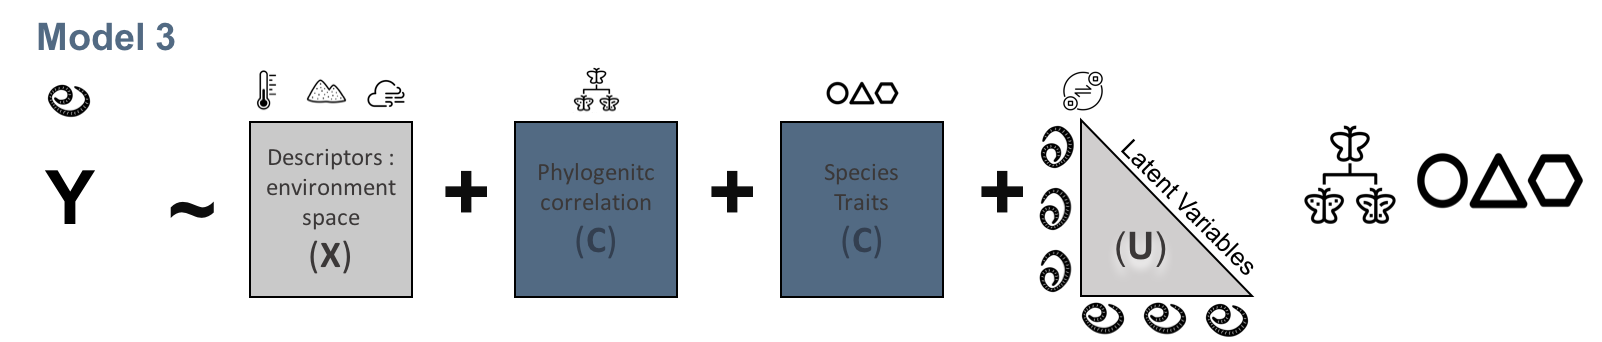 Model 3
Y
~
Descriptors :
environment
space
(X)
+
Phylogenitc
correlation
(C)
+
Species
Traits
(C)
+
Latent Variables
(U)